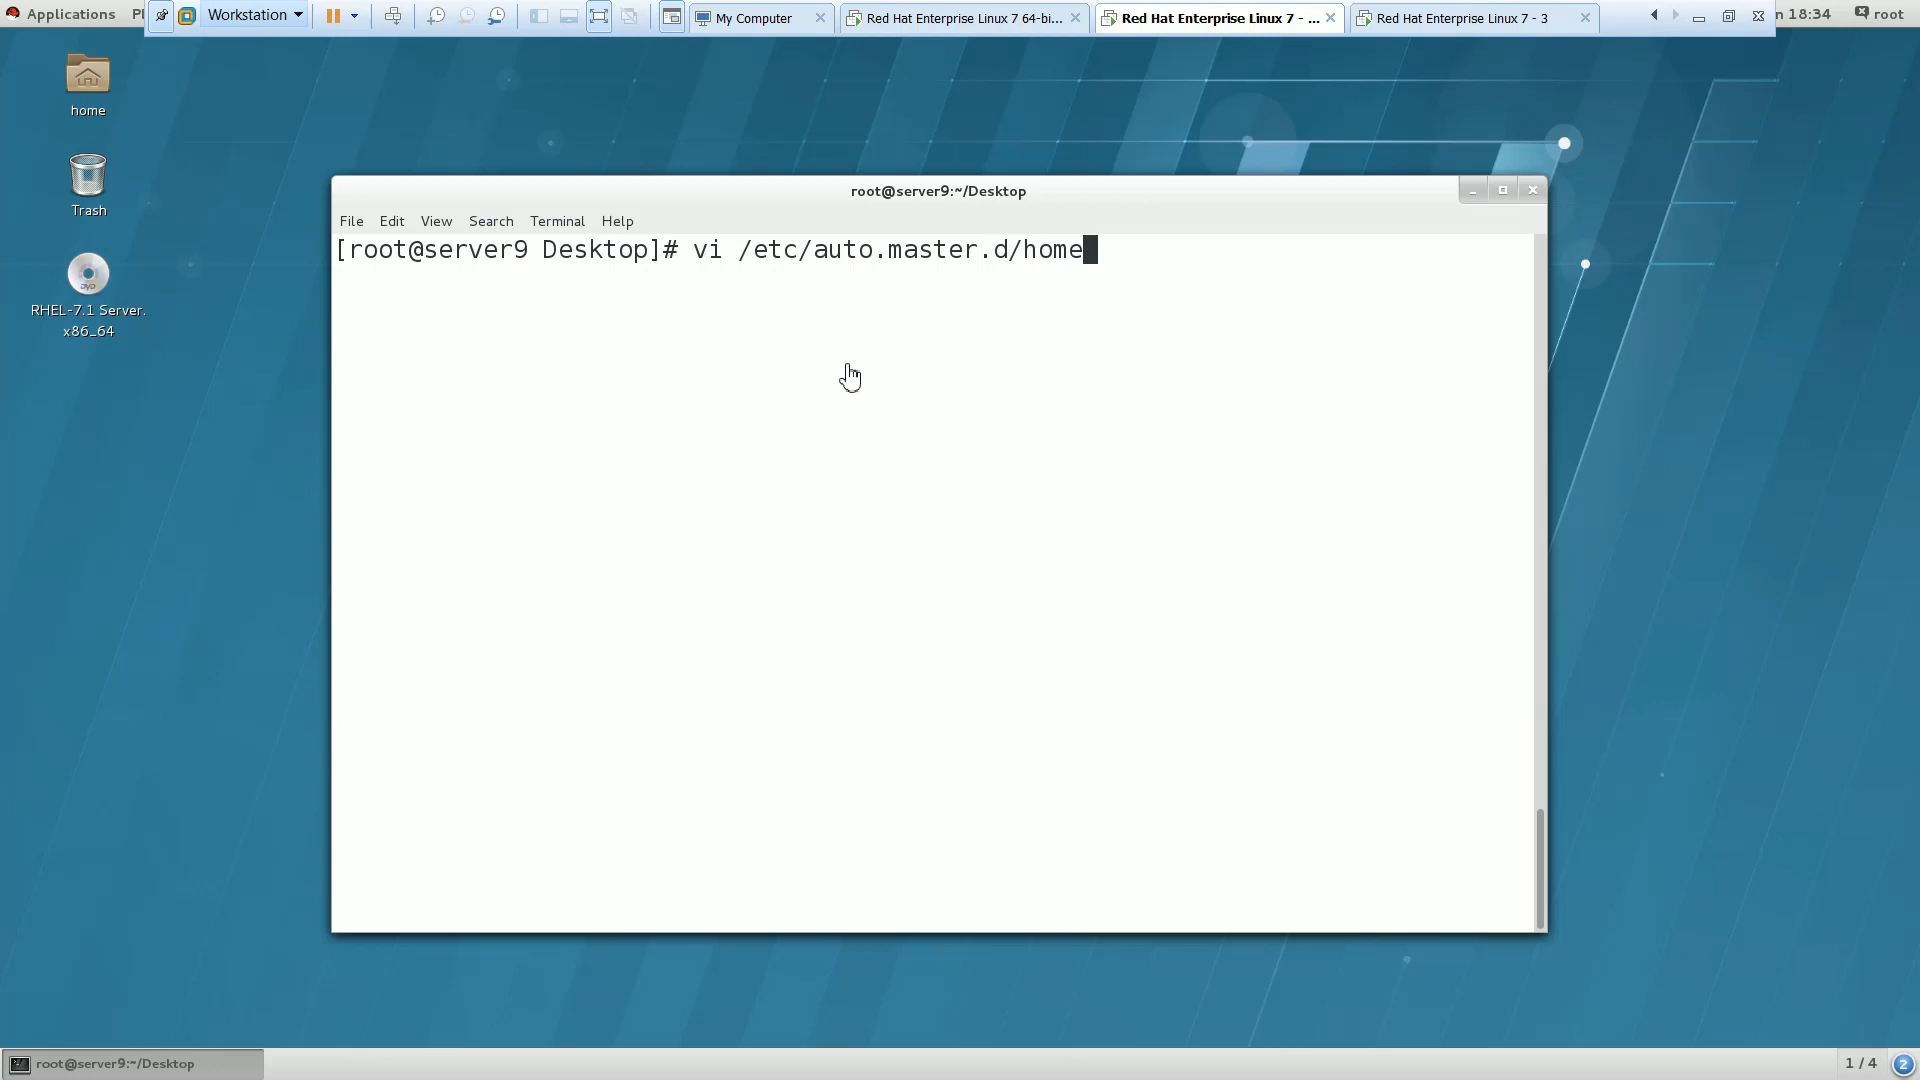 Applications
Workstation
My Computer
Red Hat Enterprise Linux 7 64-bi...
Red Hat Enterprise Linux 7 - ...
Red Hat Enterprise Linux 7 - 3
18:34
root
home
Trash
RHEL-7.1 Server.
x86_64
root@server9:~/Desktop
File Edit View Search Terminal Help
[root@server9 Desktop]# vi /etc/auto.master.d/home
root@server9:~/Desktop
1 / 4
2